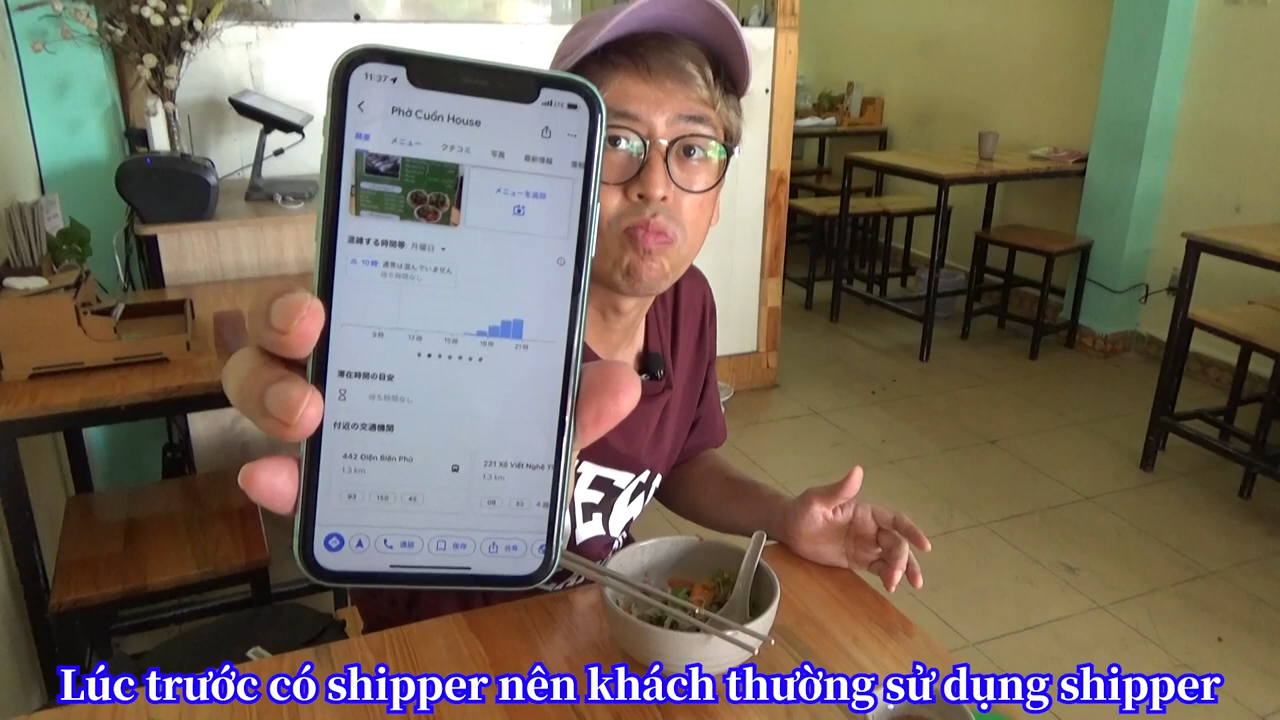 11:37
Phở Cuốn House
概要 メニュー クチコミ 写真 最新情報
メニューを追加
混雑する時間帯: 月曜日
10時: 通常は混んでいません
待ち時間なし
9時 12時 15時 18時 21時
滞在時間の目安
待ち時間なし
付近の交通機関
442 Điện Biên Phủ
1.3 km
221 Xô Viết Nghệ T
1.3 km
93 150 45
08 33
通話 保存 共有
Lúc trước có shipper nên khách thường sử dụng shipper